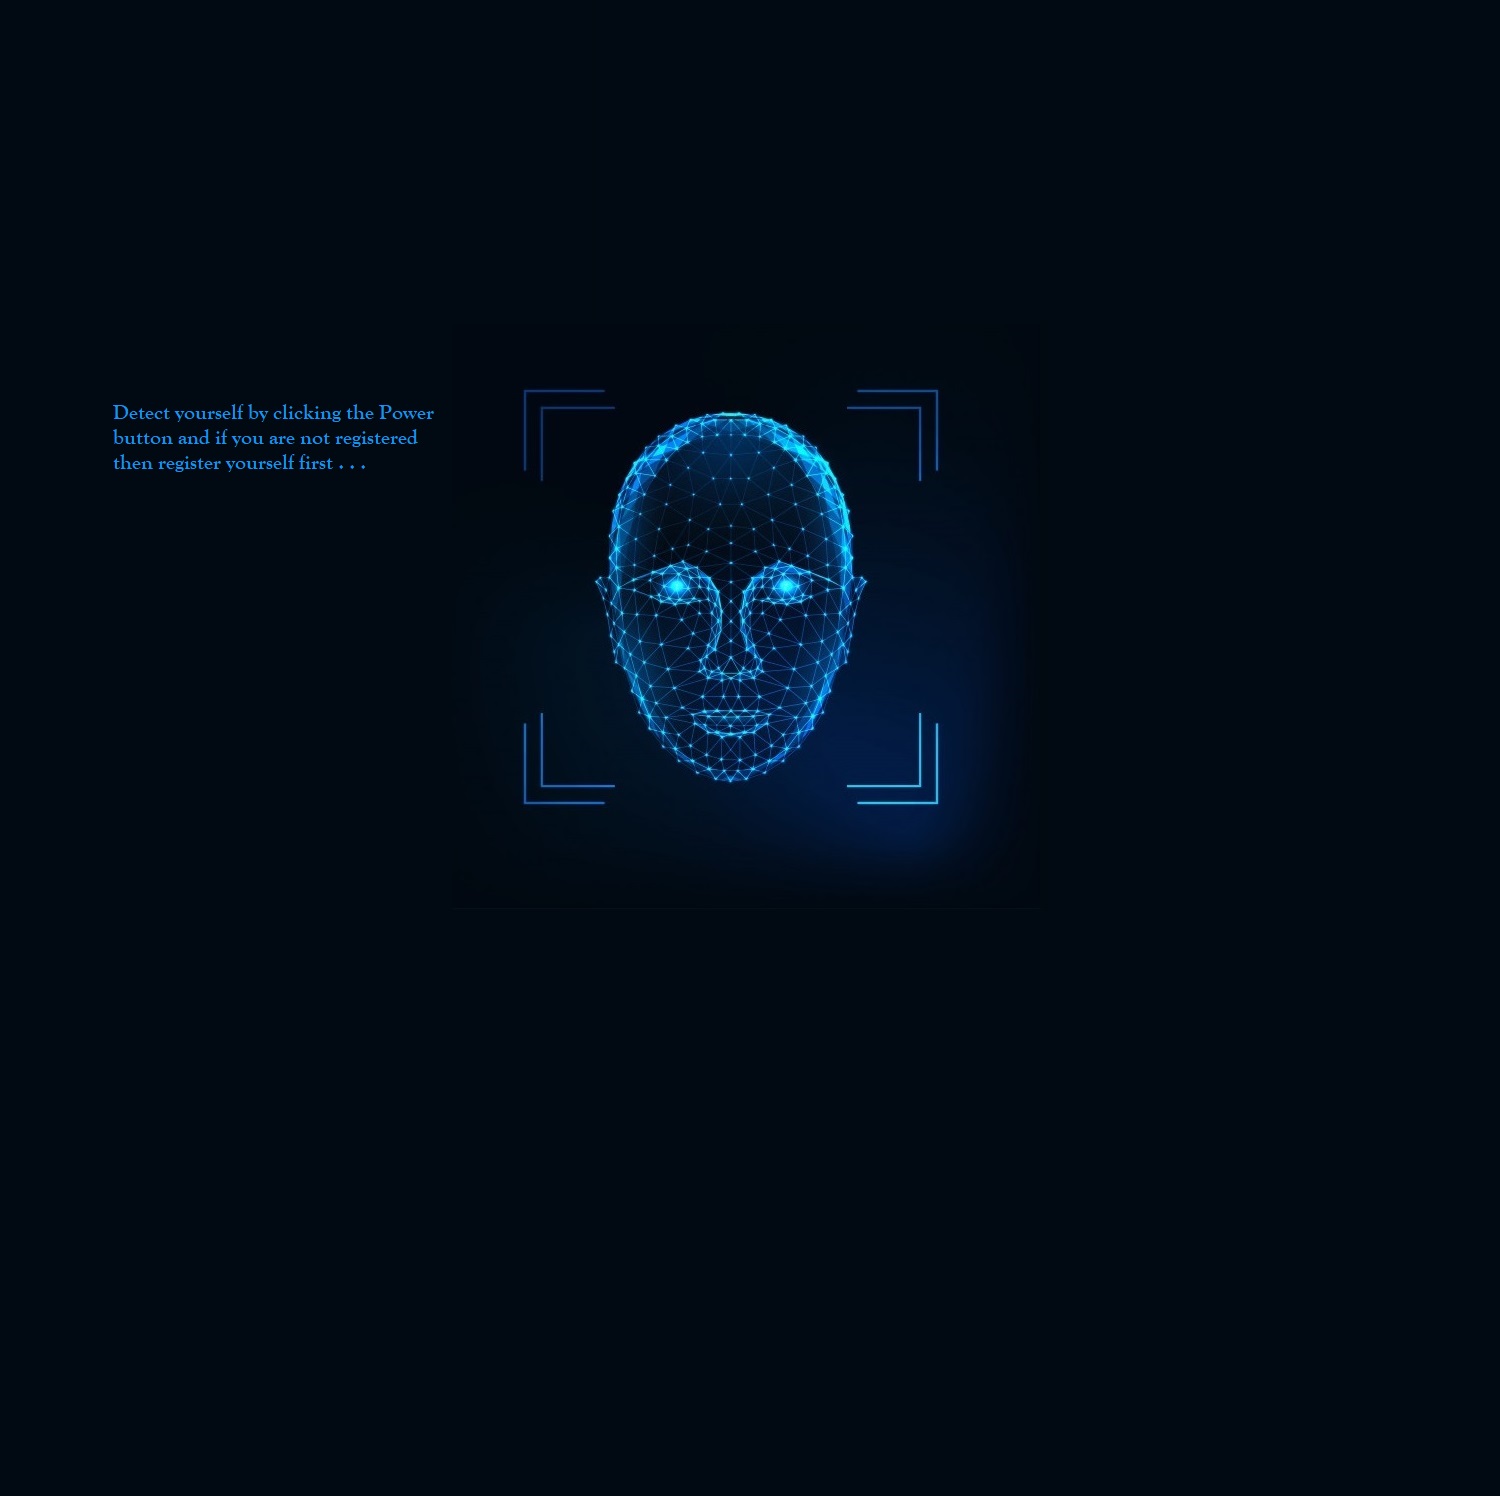 Detect yourself by clicking the Power
button and if you are not registered
then register yourself first . . .